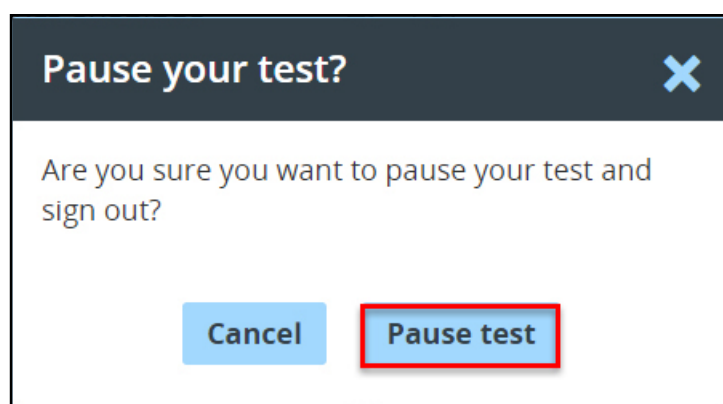 Pause your test?
Are you sure you want to pause your test and
sign out?
Cancel
Pause test